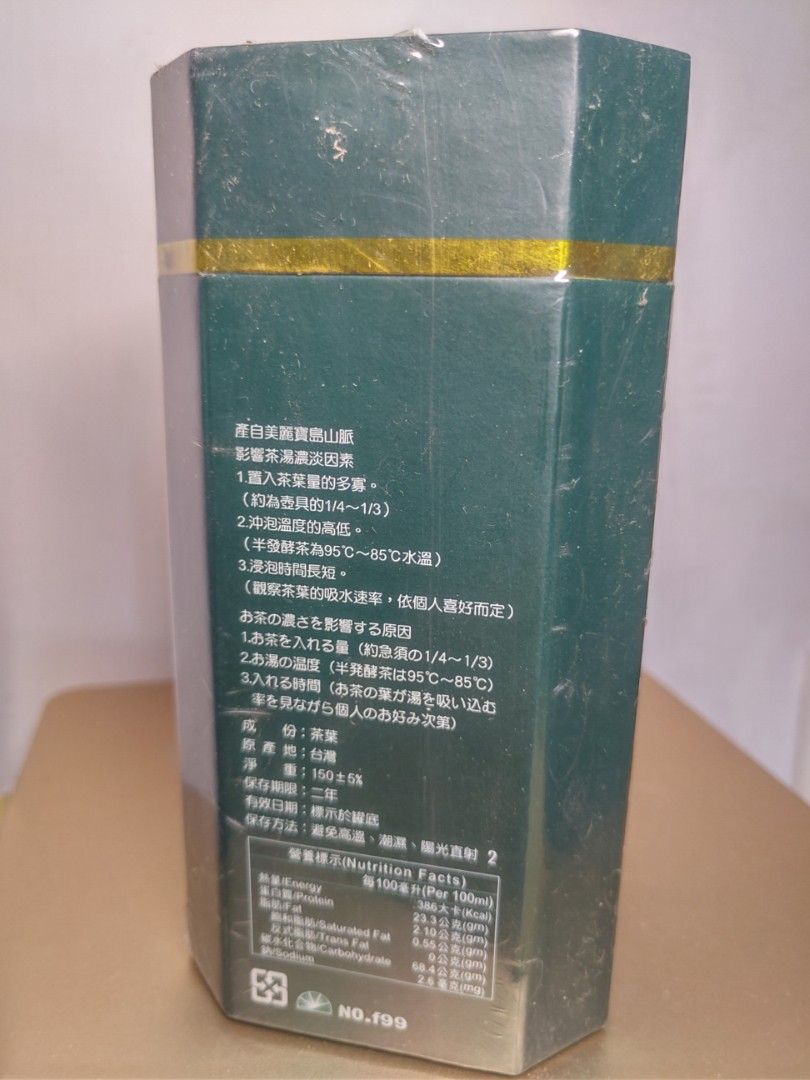 產自美麗寶島山脈
影響茶湯濃淡因素
1.置入茶葉量的多寡。
(約為壺具的1/4～1/3)
2.沖泡溫度的高低。
(半發酵茶為95℃～85℃水溫)
3.浸泡時間長短。
(觀察茶葉的吸水速率，依個人喜好而定)
お茶の濃さを影響する原因
1.お茶を入れる量 (約急須の1/4～1/3)
2.お湯の温度 (半発酵茶は95℃～85℃)
3.入れる時間 (お茶の葉が湯を吸い込む
率を見ながら個人のお好み次第)
成 份：茶葉
原 產 地：台灣
淨 重：150±5%
保存期限：二年
有效日期：標示於罐底
保存方法：避免高溫、潮濕、陽光直射 2
營養標示(Nutrition Facts)
每100毫升(Per 100ml)
熱量/Energy 386大卡(Kcal)
蛋白質/Protein 23.3公克(gm)
脂肪/Fat 2.10公克(gm)
飽和脂肪/Saturated Fat 0.55公克(gm)
反式脂肪/Trans Fat 0公克(gm)
碳水化合物/Carbohydrate 68.4公克(gm)
鈉/Sodium 2.6毫克(mg)
NO.f99